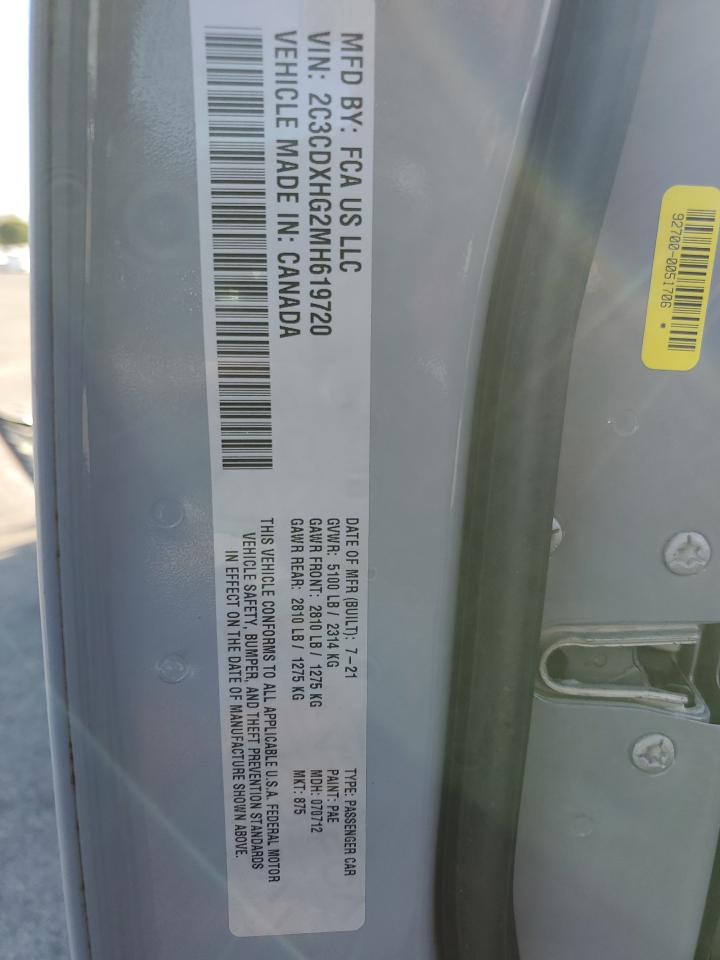 MFD BY: FCA US LLC
VIN: 2C3CDXHG2MH619720
VEHICLE MADE IN: CANADA
DATE OF MFR (BUILT): 7-21
GVWR: 5100 LB / 2314 KG
GAWR FRONT: 2810 LB / 1275 KG
GAWR REAR: 2810 LB / 1275 KG
TYPE: PASSENGER CAR
PAINT: PAE
MDH: 070712
MKT: 875
THIS VEHICLE CONFORMS TO ALL APPLICABLE U.S.A. FEDERAL MOTOR
VEHICLE SAFETY, BUMPER, AND THEFT PREVENTION STANDARDS
IN EFFECT ON THE DATE OF MANUFACTURE SHOWN ABOVE.
92700-0051706 *